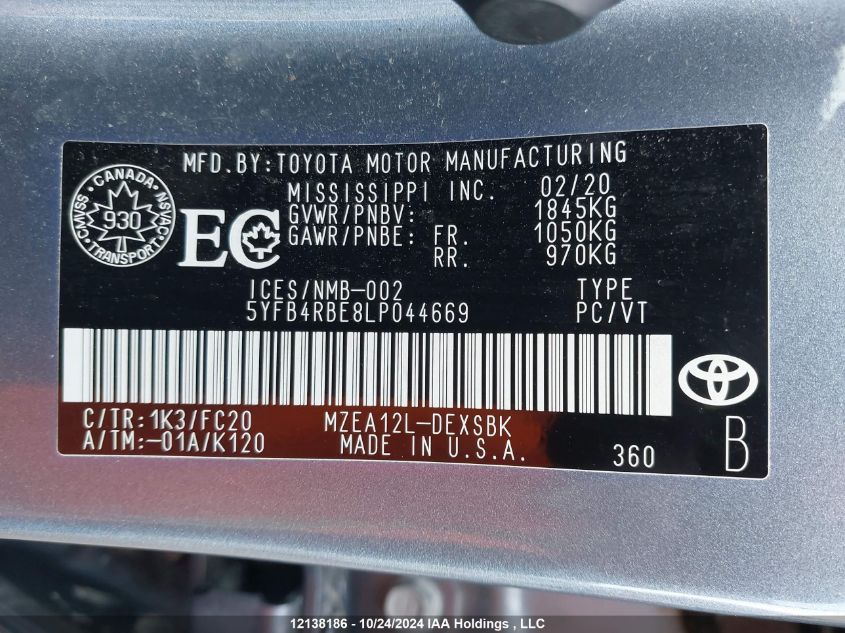 MFD. BY: TOYOTA MOTOR MANUFACTURING
MISSISSIPPI INC. 02/20
GVWR/PNBV: 1845KG
GAWR/PNBE: FR. 1050KG
RR. 970KG
CANADA
CMVSS NSVAC
930
TRANSPORT
EC
ICES/NMB-002 TYPE
5YFB4RBE8LP044669 PC/VT
C/TR: 1K3/FC20 MZEA12L-DEXSBK
A/TM: -01A/K120 MADE IN U.S.A. 360 B
12138186 - 10/24/2024 IAA Holdings , LLC